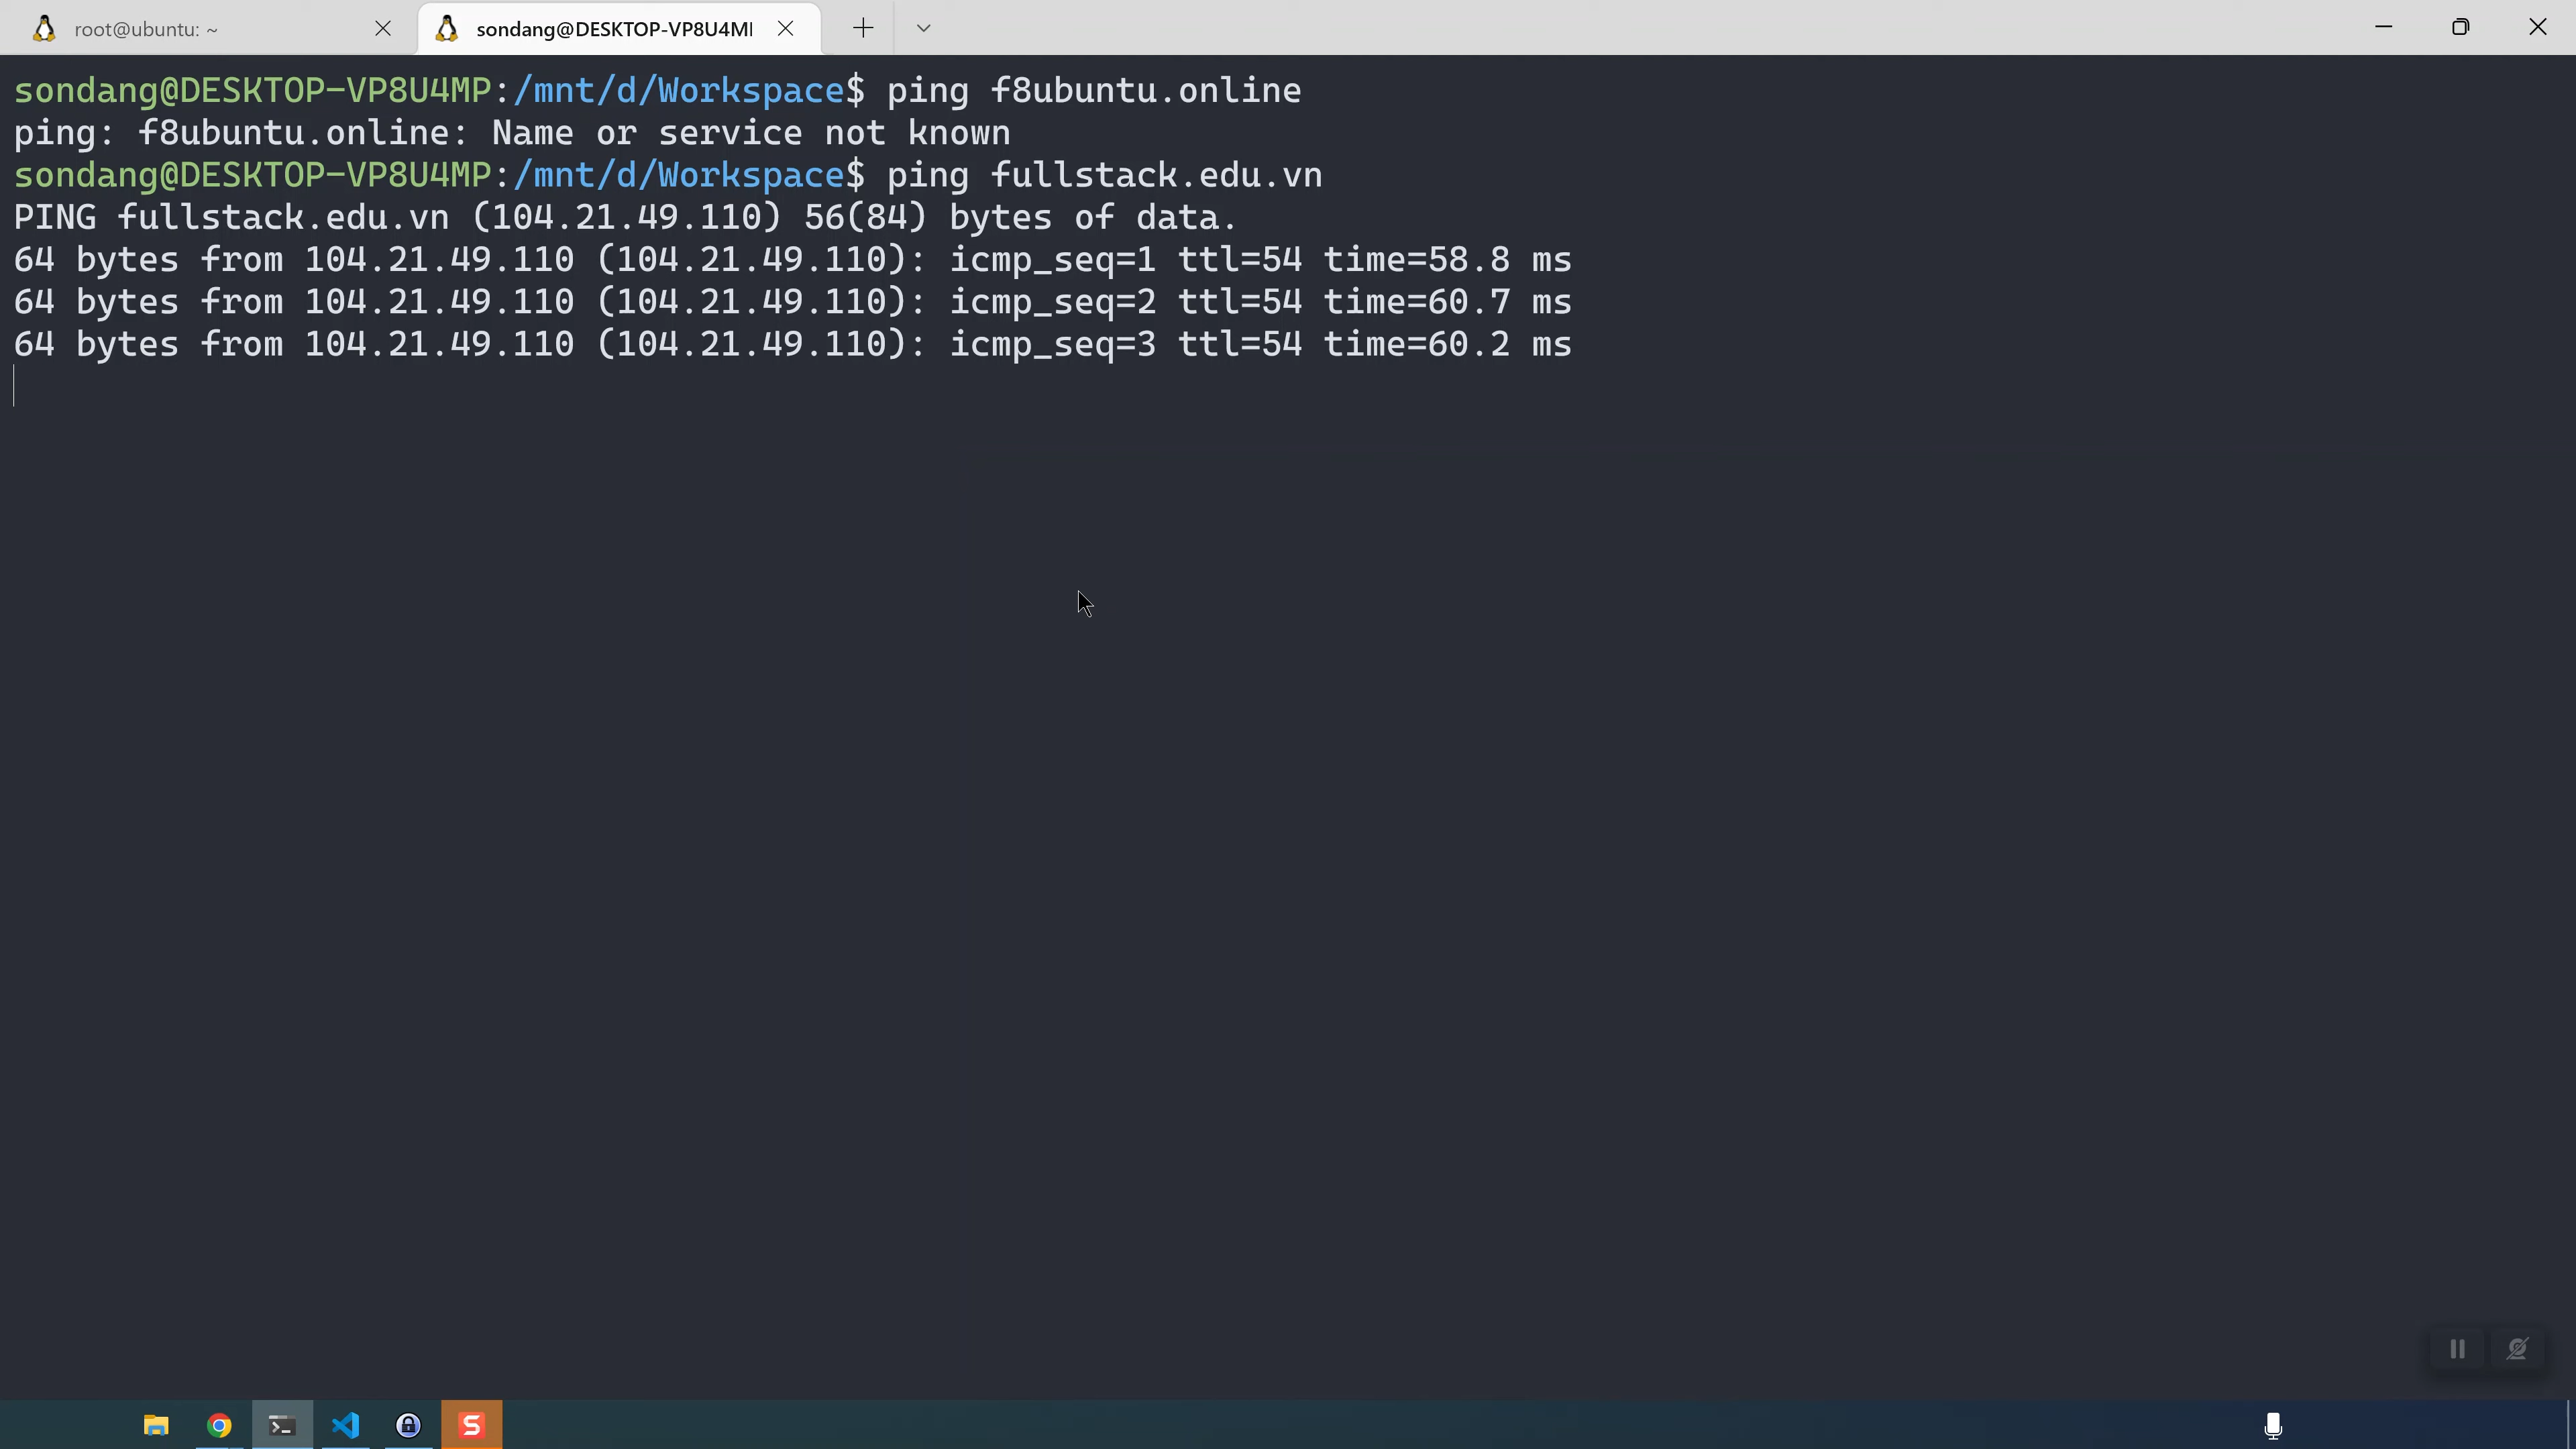 root@ubuntu: ~
sondang@DESKTOP-VP8U4M
sondang@DESKTOP-VP8U4MP:/mnt/d/Workspace$ ping f8ubuntu.online
ping: f8ubuntu.online: Name or service not known
sondang@DESKTOP-VP8U4MP:/mnt/d/Workspace$ ping fullstack.edu.vn
PING fullstack.edu.vn (104.21.49.110) 56(84) bytes of data.
64 bytes from 104.21.49.110 (104.21.49.110): icmp_seq=1 ttl=54 time=58.8 ms
64 bytes from 104.21.49.110 (104.21.49.110): icmp_seq=2 ttl=54 time=60.7 ms
64 bytes from 104.21.49.110 (104.21.49.110): icmp_seq=3 ttl=54 time=60.2 ms